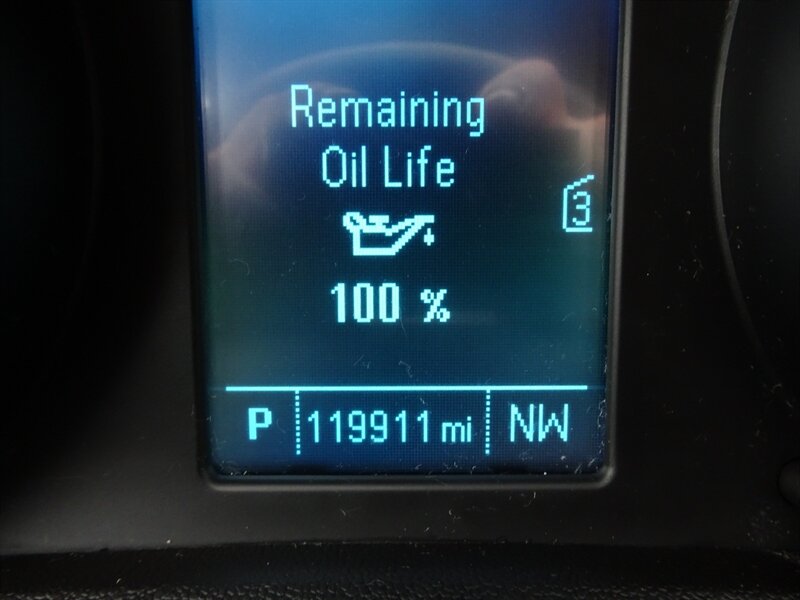 Remaining
Oil Life
3
100 %
P 119911 mi NW